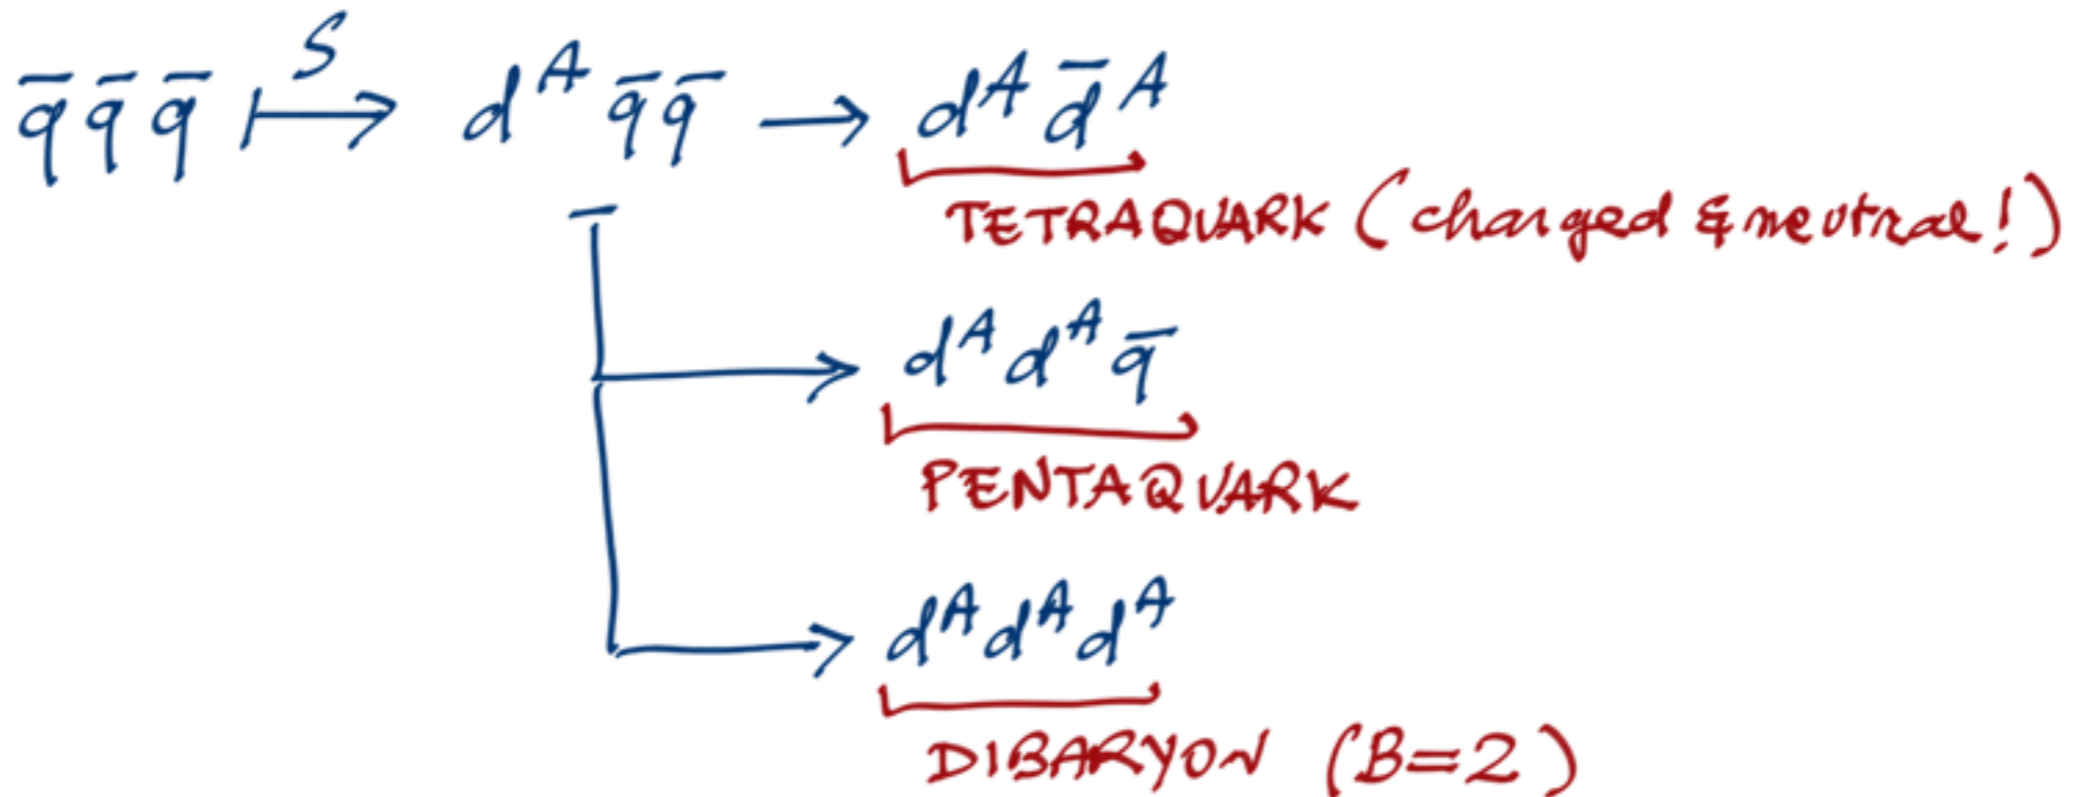 q̅ q̅ q̅ ⟼^S d^A q̅ q̅ ⟶ d^A d̅^A
TETRAQUARK (charged & neutral!)
⟶ d^A d^A q̅
PENTAQUARK
⟶ d^A d^A d^A
DIBARYON (B=2)